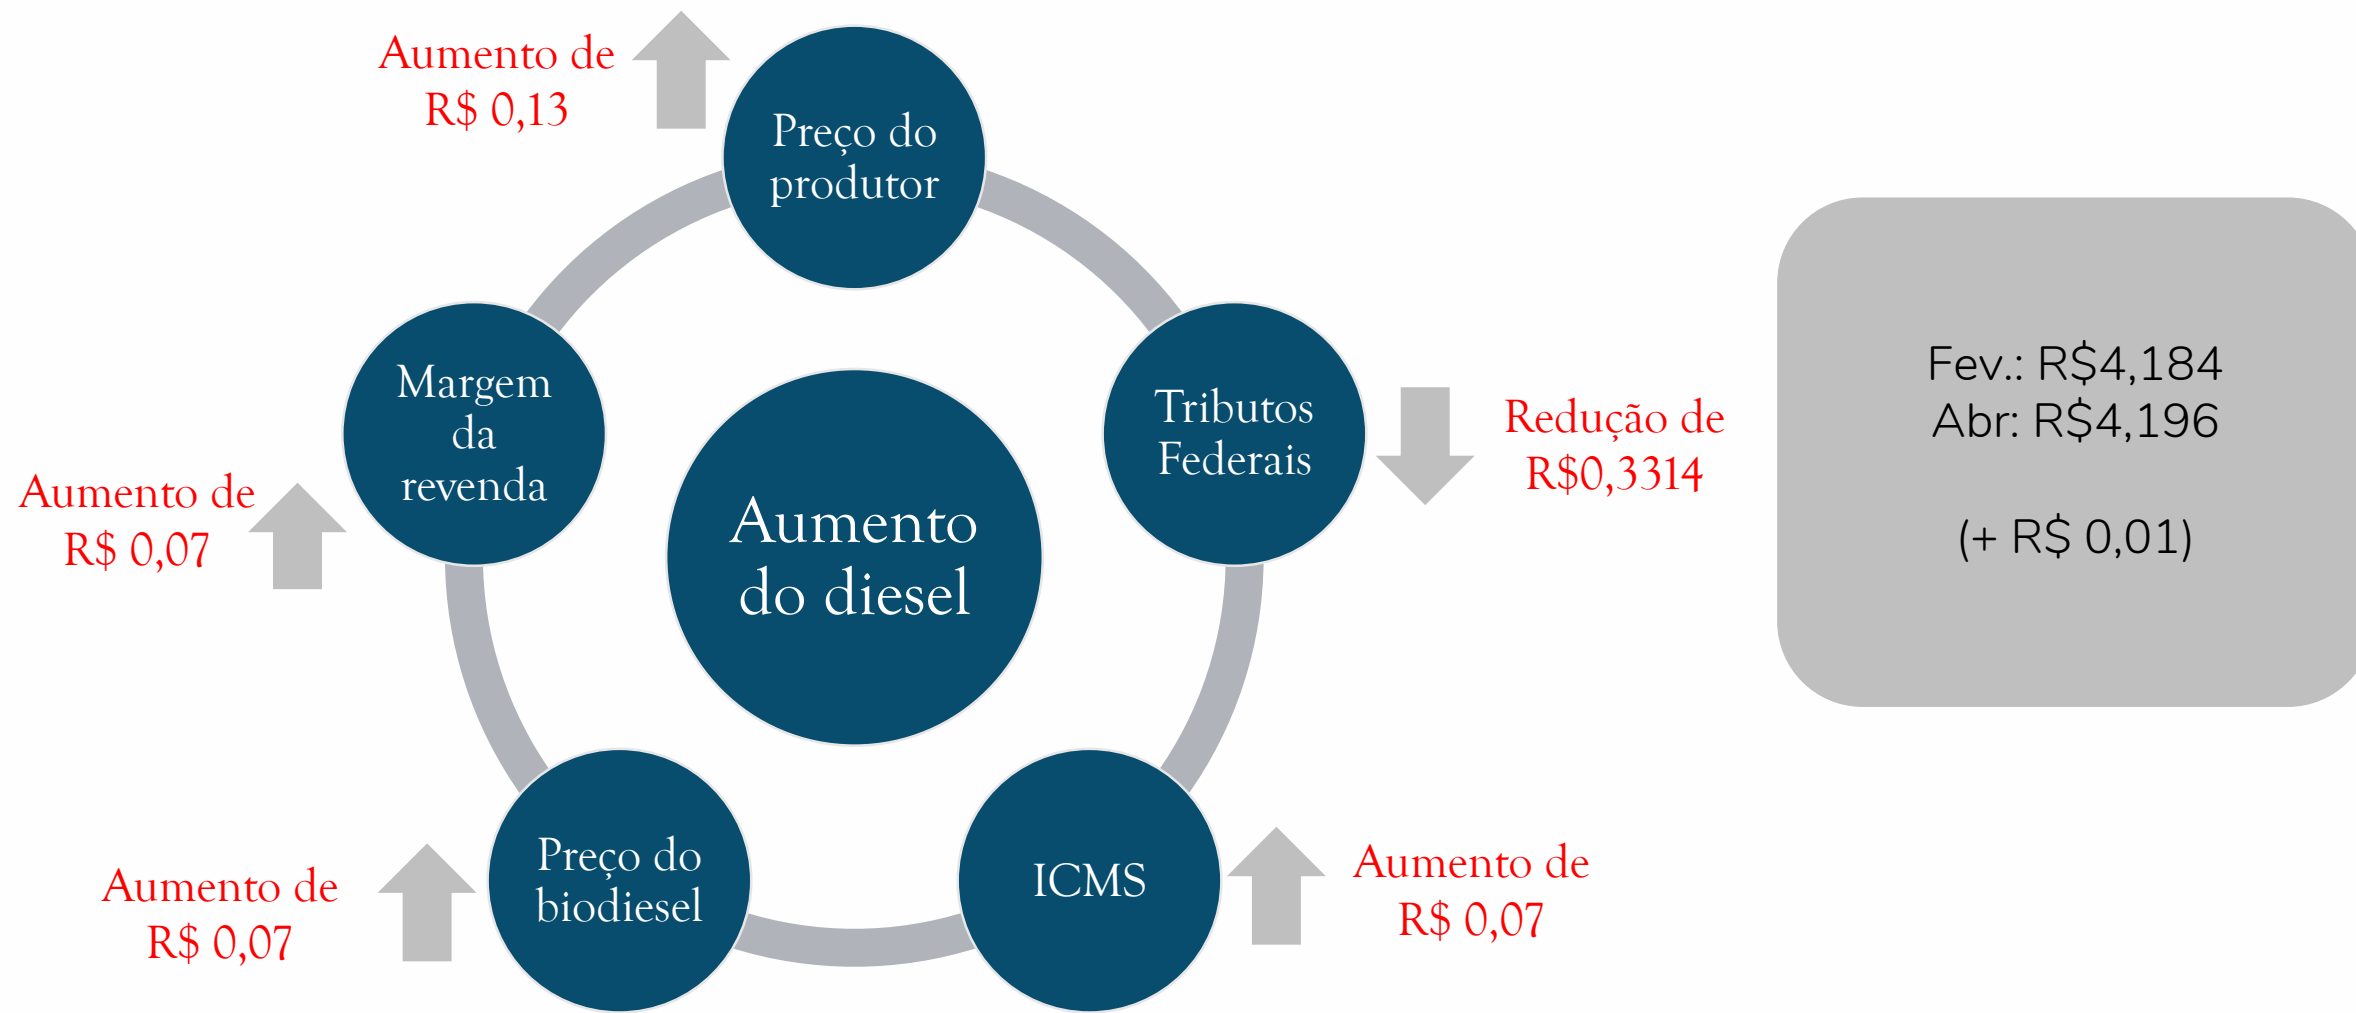 Aumento de
R$ 0,13
Preço do
produtor
Margem
da
revenda
Aumento de
R$ 0,07
Tributos
Federais
Redução de
R$0,3314
Aumento
do diesel
Preço do
biodiesel
Aumento de
R$ 0,07
ICMS
Aumento de
R$ 0,07
Fev.: R$4,184
Abr: R$4,196
(+ R$ 0,01)